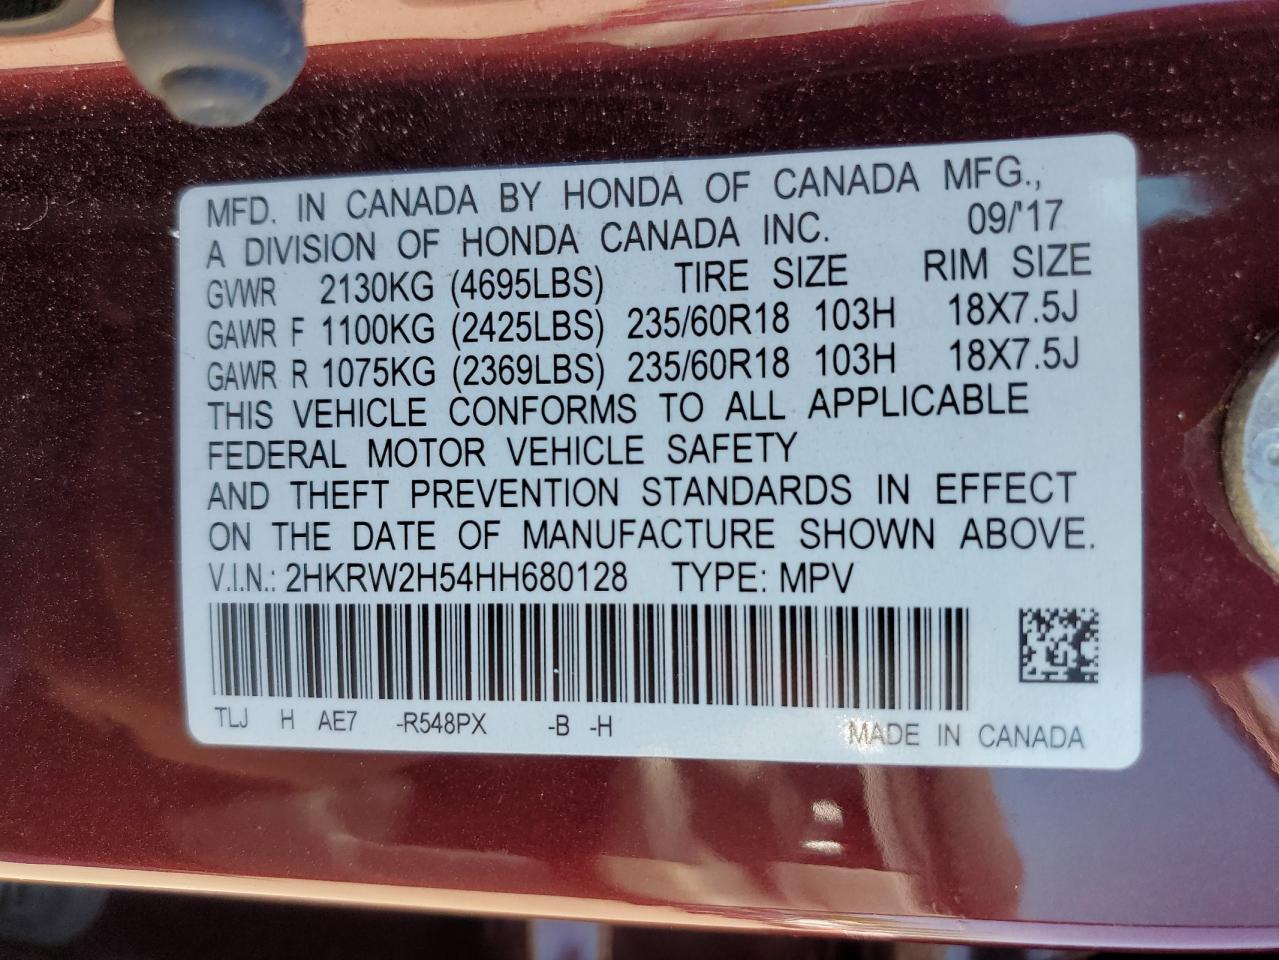 MFD. IN CANADA BY HONDA OF CANADA MFG.,
A DIVISION OF HONDA CANADA INC. 09/'17
GVWR 2130KG (4695LBS) TIRE SIZE RIM SIZE
GAWR F 1100KG (2425LBS) 235/60R18 103H 18X7.5J
GAWR R 1075KG (2369LBS) 235/60R18 103H 18X7.5J
THIS VEHICLE CONFORMS TO ALL APPLICABLE
FEDERAL MOTOR VEHICLE SAFETY
AND THEFT PREVENTION STANDARDS IN EFFECT
ON THE DATE OF MANUFACTURE SHOWN ABOVE.
V.I.N.: 2HKRW2H54HH680128 TYPE: MPV
TLJ H AE7 -R548PX -B -H MADE IN CANADA